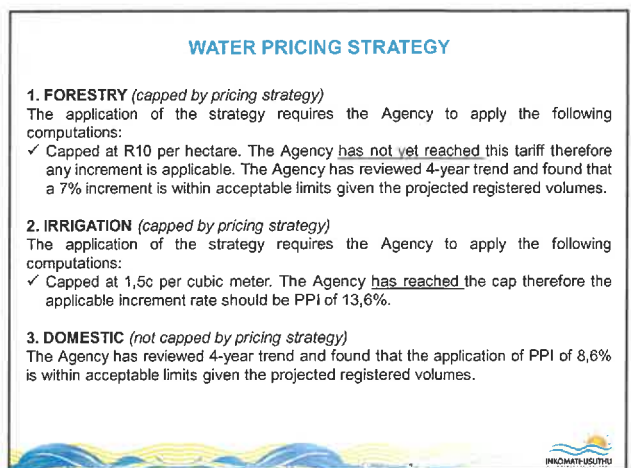 WATER PRICING STRATEGY
1. FORESTRY (capped by pricing strategy)
The application of the strategy requires the Agency to apply the following
computations:
✓ Capped at R10 per hectare. The Agency has not yet reached this tariff therefore
any increment is applicable. The Agency has reviewed 4-year trend and found that
a 7% increment is within acceptable limits given the projected registered volumes.
2. IRRIGATION (capped by pricing strategy)
The application of the strategy requires the Agency to apply the following
computations:
✓ Capped at 1,5c per cubic meter. The Agency has reached the cap therefore the
applicable increment rate should be PPI of 13,6%.
3. DOMESTIC (not capped by pricing strategy)
The Agency has reviewed 4-year trend and found that the application of PPI of 8,6%
is within acceptable limits given the projected registered volumes.
INKOMATI-USUTHU